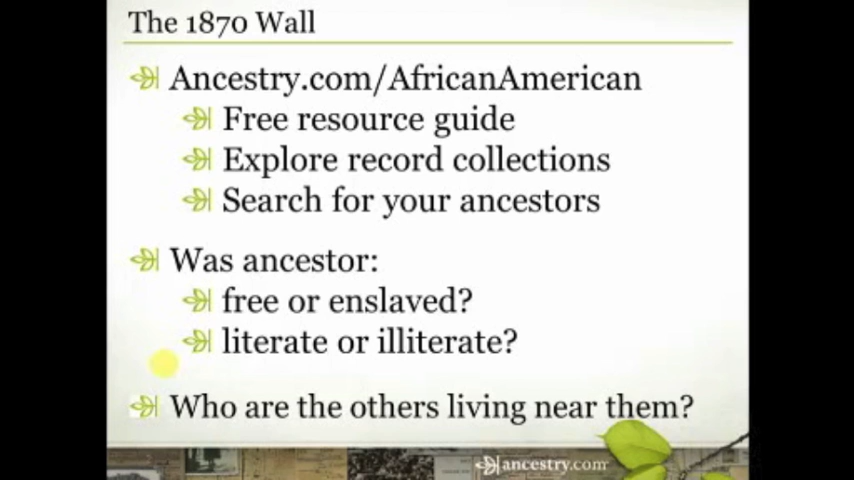 The 1870 Wall
Ancestry.com/AfricanAmerican
Free resource guide
Explore record collections
Search for your ancestors
Was ancestor:
free or enslaved?
literate or illiterate?
Who are the others living near them?
ancestry.com